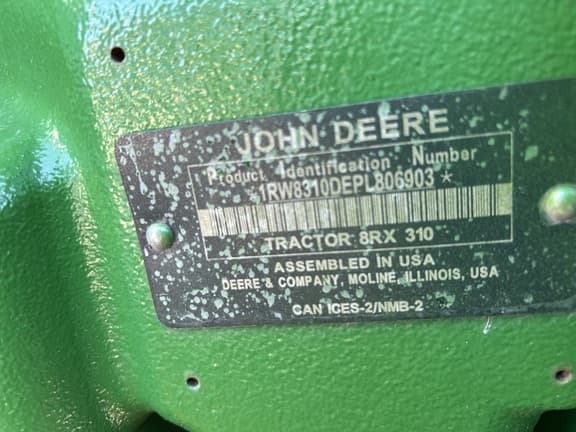 JOHN DEERE
Product Identification Number
1RW8310DEPL806903 *
TRACTOR 8RX 310
ASSEMBLED IN USA
DEERE & COMPANY, MOLINE, ILLINOIS, USA
CAN ICES-2/NMB-2